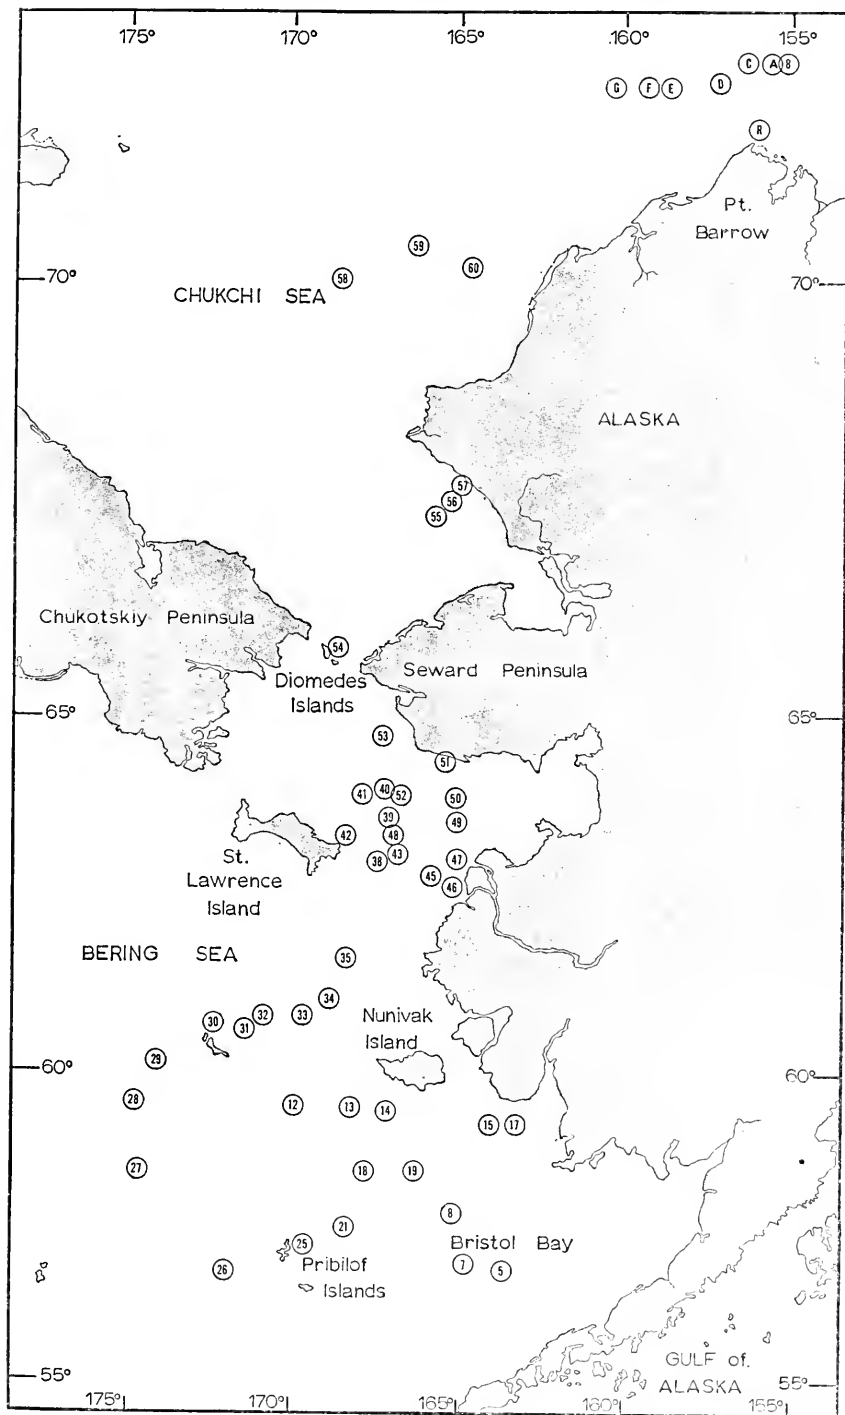 175° 170° 165° 160° 155°
C A B
G F E D
R
Pt.
Barrow
59
60
58
70° 70°
CHUKCHI SEA
ALASKA
57
56
55
Chukotskiy Peninsula
54
Seward Peninsula
Diomedes
Islands
65° 65°
53
51
41 40 52 50
39 49
42 48
43 47
38
St.
Lawrence
Island
45
46
BERING SEA
35
34
30 32 33
31
Nunivak
Island
29
60° 60°
28
12 13 14
15 17
27 18 19
8
21
25
Bristol Bay
26
Pribilof
Islands
7 5
GULF of
ALASKA
55° 55°
175° 170° 165° 160° 155°